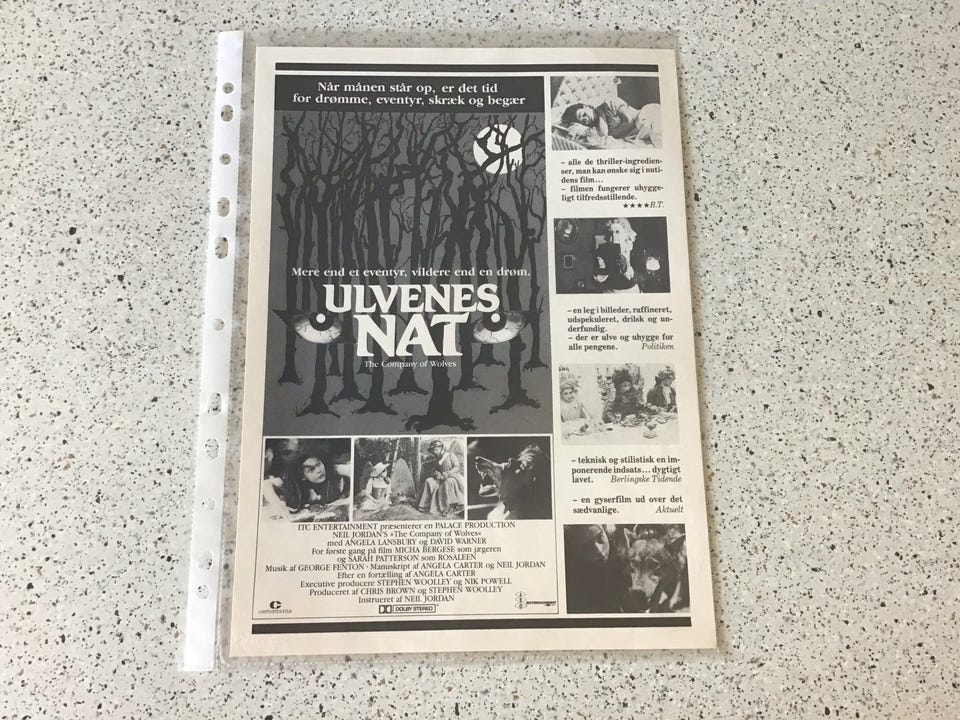 Når månen står op, er det tid
for drømme, eventyr, skræk og begær
Mere end et eventyr, vildere end en drøm.
ULVENES
NAT
The Company of Wolves
ITC ENTERTAINMENT præsenterer en PALACE PRODUCTION
NEIL JORDAN'S »The Company of Wolves«
med ANGELA LANSBURY og DAVID WARNER
For første gang på film MICHA BERGESE som jægeren
og SARAH PATTERSON som ROSALEEN
Musik af GEORGE FENTON · Manuskript af ANGELA CARTER og NEIL JORDAN
Efter en fortælling af ANGELA CARTER
Executive producere STEPHEN WOOLLEY og NIK POWELL
Produceret af CHRIS BROWN og STEPHEN WOOLLEY
Instrueret af NEIL JORDAN
DOLBY STEREO
– alle de thriller-ingredien-
ser, man kan ønske sig i nuti-
dens film...
– filmen fungerer uhygge-
ligt tilfredsstillende.
★★★★ B.T.
– en leg i billeder, raffineret,
udspekuleret, drilsk og un-
derfundig.
– der er ulve og uhygge for
alle pengene. Politiken
– teknisk og stilistisk en im-
ponerende indsats... dygtigt
lavet. Berlingske Tidende
– en gyserfilm ud over det
sædvanlige. Aktuelt